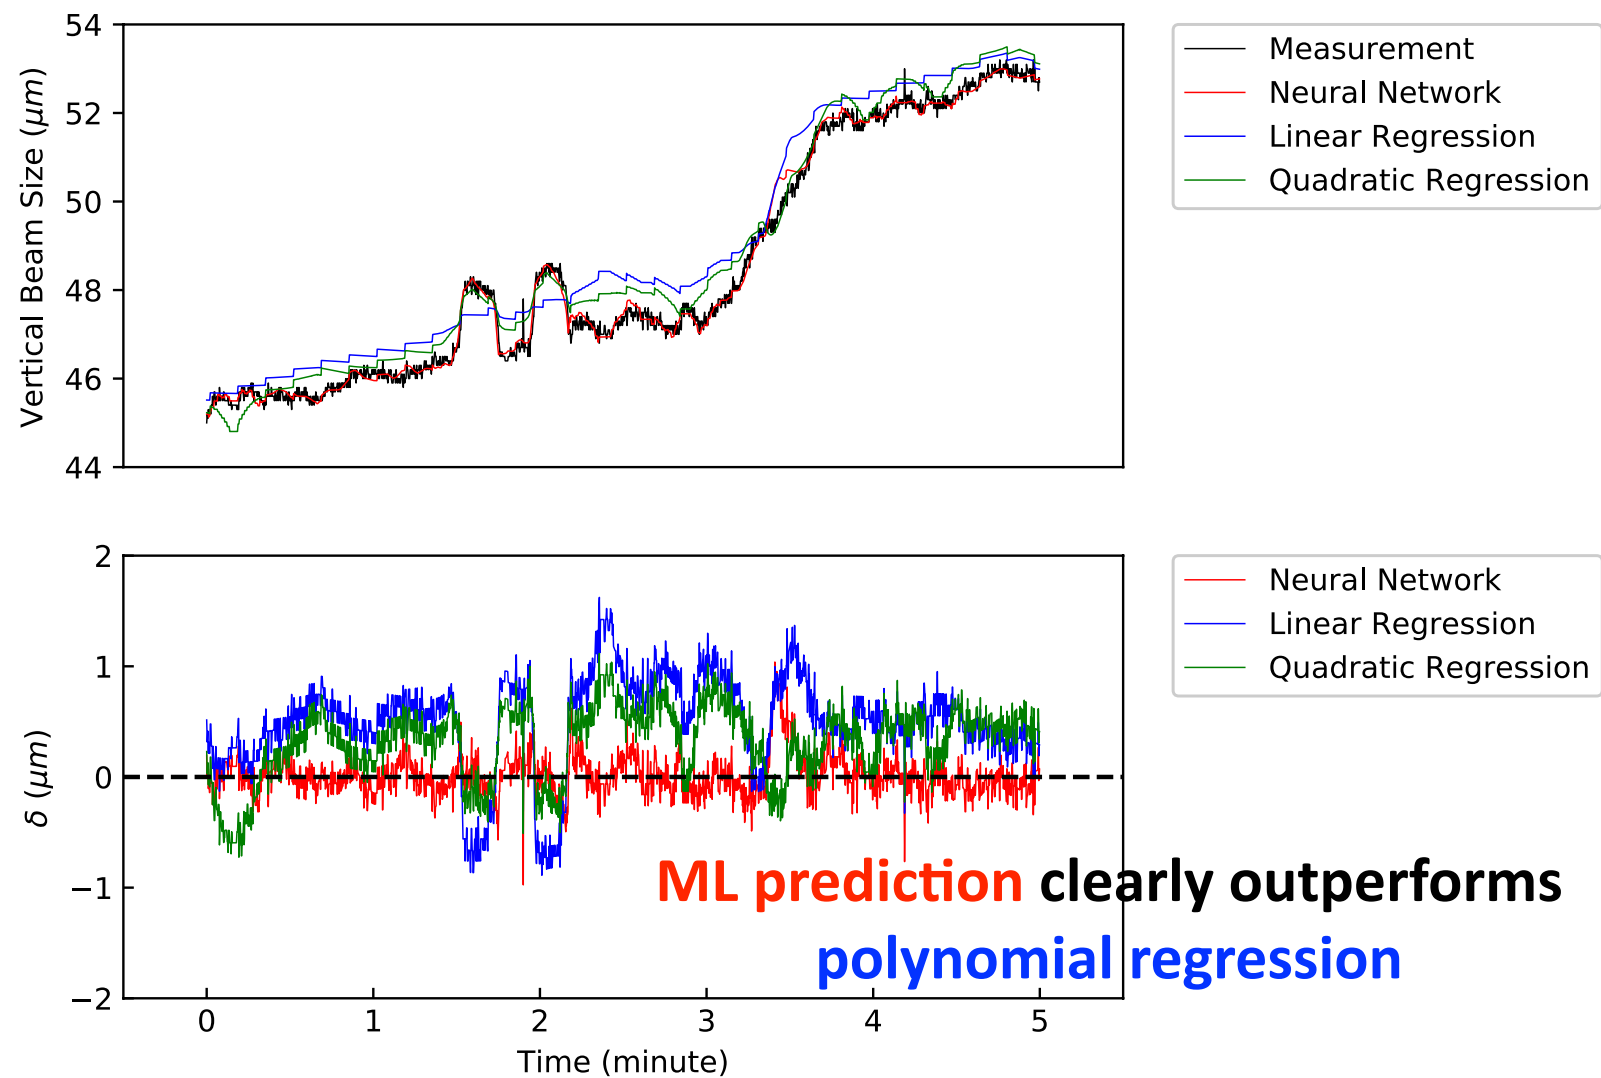 54
52
50
48
46
44
Vertical Beam Size (μm)
Measurement
Neural Network
Linear Regression
Quadratic Regression
2
1
0
−1
−2
δ (μm)
Neural Network
Linear Regression
Quadratic Regression
ML prediction clearly outperforms
polynomial regression
0 1 2 3 4 5
Time (minute)